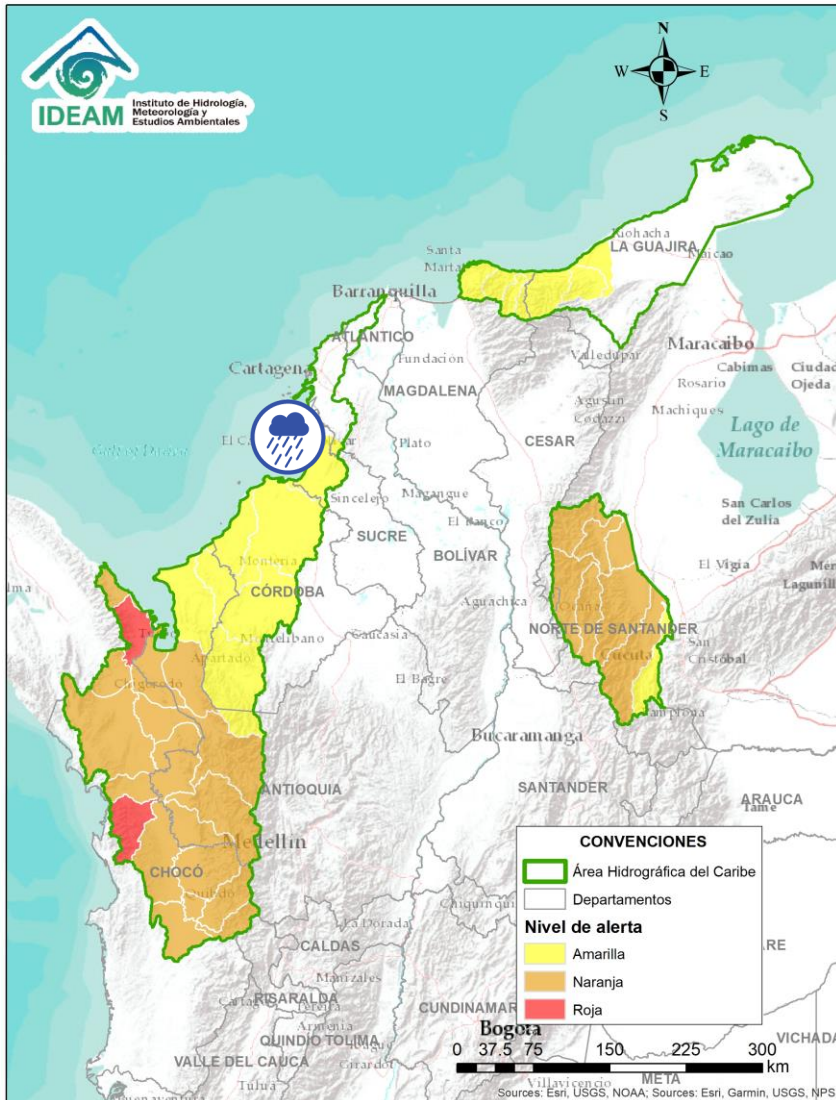 IDEAM
Instituto de Hidrología,
Meteorología y
Estudios Ambientales
N
W
E
S
Riohacha
LA GUAJIRA
Maicao
Santa
Barranquilla
ATLÁNTICO
Cartagena
Fundación
MAGDALENA
Valledupar
Maracaibo
Cabimas
Ciudad
Ojeda
Rosario
Machiques
Agustín
Codazzi
CESAR
Lago de
Maracaibo
Plato
Sincelejo
Magangue
SUCRE
El Banco
BOLÍVAR
San Carlos
del Zulia
El Vigía
Montería
CÓRDOBA
Aguachica
NORTE DE SANTANDER
San
Cristóbal
Cúcuta
Montelibano
Caucasia
Apartadó
El Bagre
Chigorodó
Bucaramanga
ANTIOQUIA
SANTANDER
ARAUCA
Tame
Medellín
CHOCÓ
Quibdó
La Dorada
CALDAS
Manizales
RISARALDA
Pereira
Armenia
QUINDÍO
TOLIMA
Girardot
CUNDINAMAR
Bogotá
VALLE DEL CAUCA
Tuluá
Villavicencio
META
VICHADA
CONVENCIONES
Área Hidrográfica del Caribe
Departamentos
Nivel de alerta
Amarilla
Naranja
Roja
0 37.5 75 150 225 300
km
Sources: Esri, USGS, NOAA; Sources: Esri, Garmin, USGS, NPS